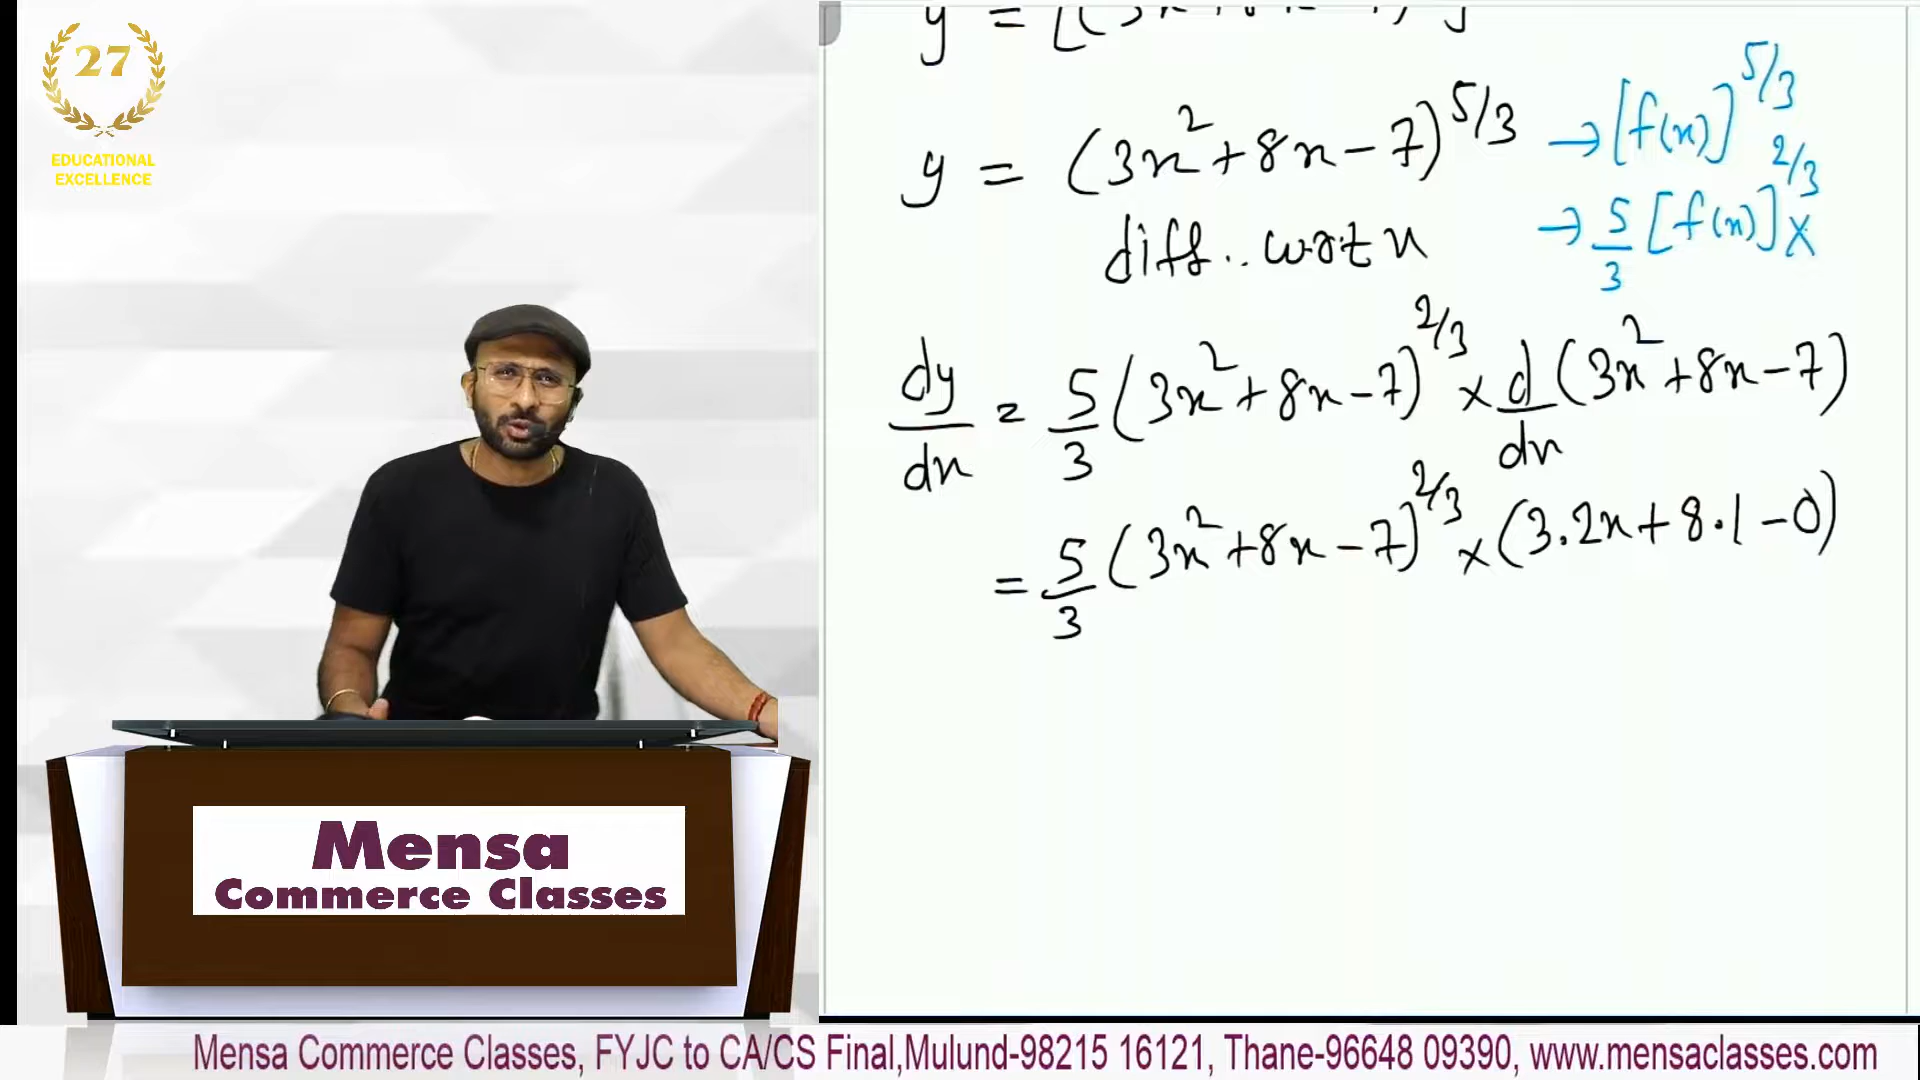 27
EDUCATIONAL
EXCELLENCE
y =
y = (3x²+8x-7)^5/3 → [f(x)]^5/3
diff.. wrt x → 5/3 [f(x)]^2/3 ×
dy/dx = 5/3 (3x²+8x-7)^2/3 × d/dx (3x²+8x-7)
= 5/3 (3x²+8x-7)^2/3 × (3.2x+8.1-0)
Mensa
Commerce Classes
Mensa Commerce Classes, FYJC to CA/CS Final,Mulund-98215 16121, Thane-96648 09390, www.mensaclasses.com